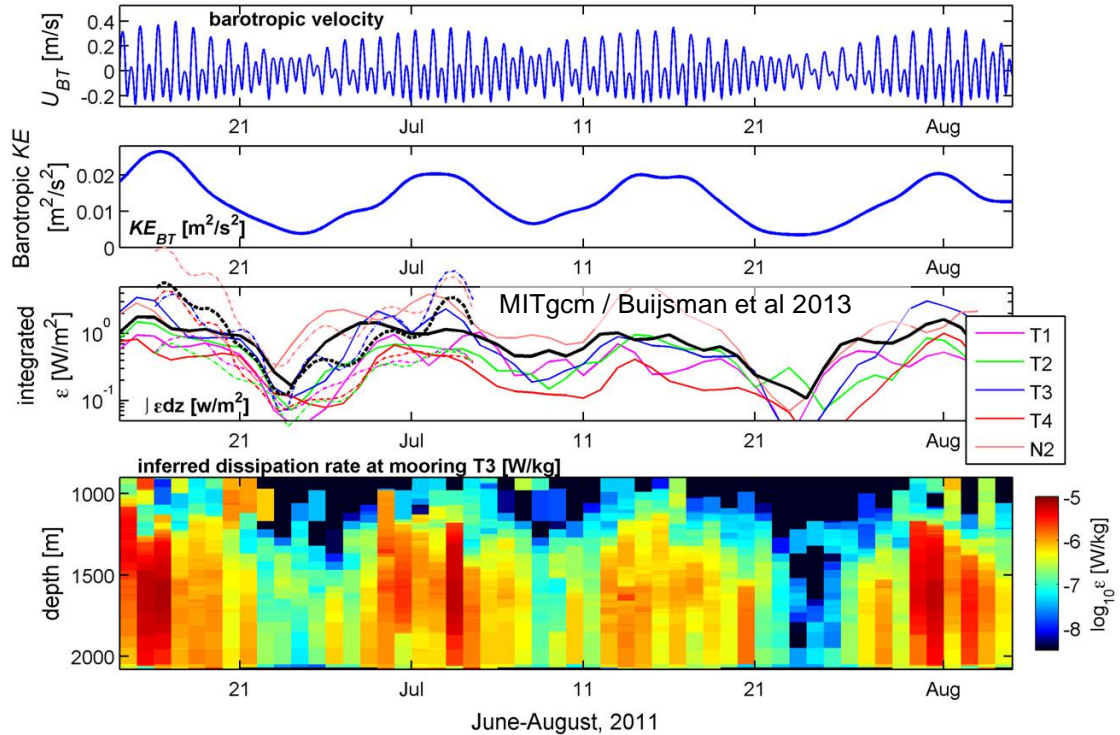 barotropic velocity
U_BT [m/s]
0.4
0.2
0
-0.2
21
Jul
11
21
Aug
Barotropic KE
[m²/s²]
0.02
0.01
0
KE_BT [m²/s²]
21
Jul
11
21
Aug
MITgcm / Buijsman et al 2013
integrated
ε [W/m²]
10⁰
10⁻¹
∫ εdz [w/m²]
21
Jul
11
21
Aug
T1
T2
T3
T4
N2
inferred dissipation rate at mooring T3 [W/kg]
depth [m]
1000
1500
2000
21
Jul
11
21
Aug
-5
-6
-7
-8
log₁₀ε [W/kg]
June-August, 2011